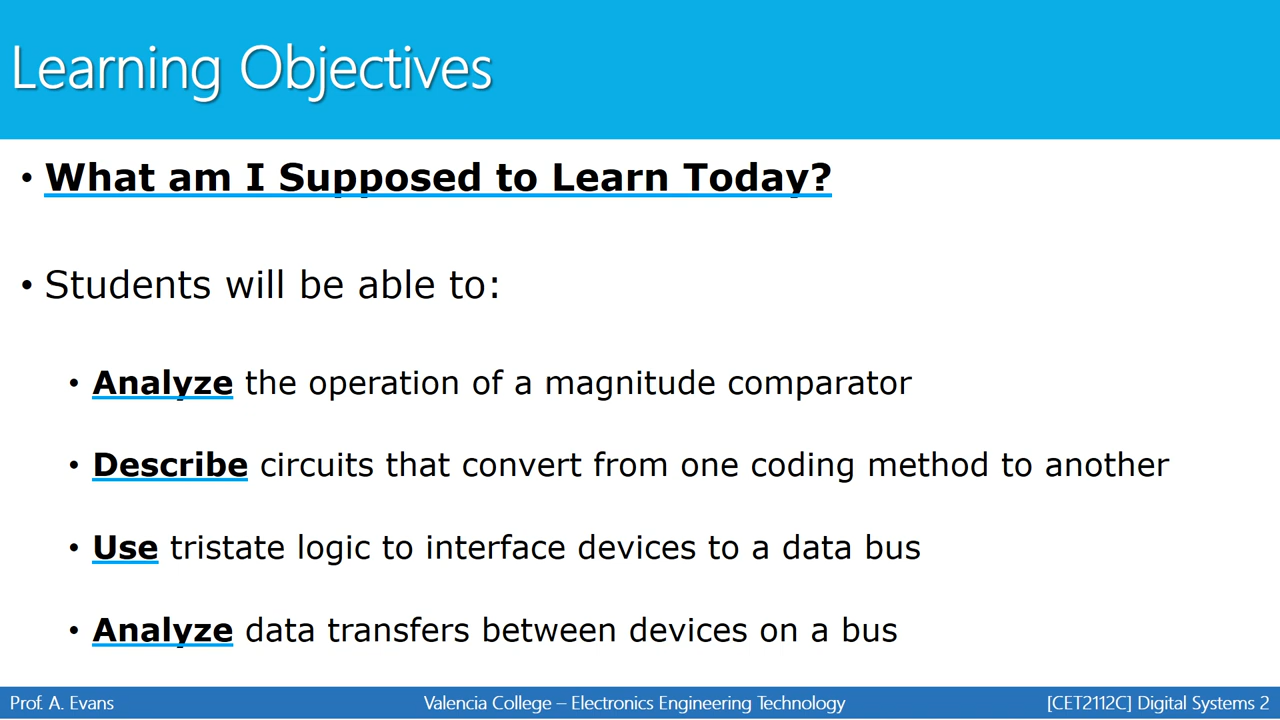 Learning Objectives
• What am I Supposed to Learn Today?
• Students will be able to:
• Analyze the operation of a magnitude comparator
• Describe circuits that convert from one coding method to another
• Use tristate logic to interface devices to a data bus
• Analyze data transfers between devices on a bus
Prof. A. Evans
Valencia College – Electronics Engineering Technology
[CET2112C] Digital Systems 2